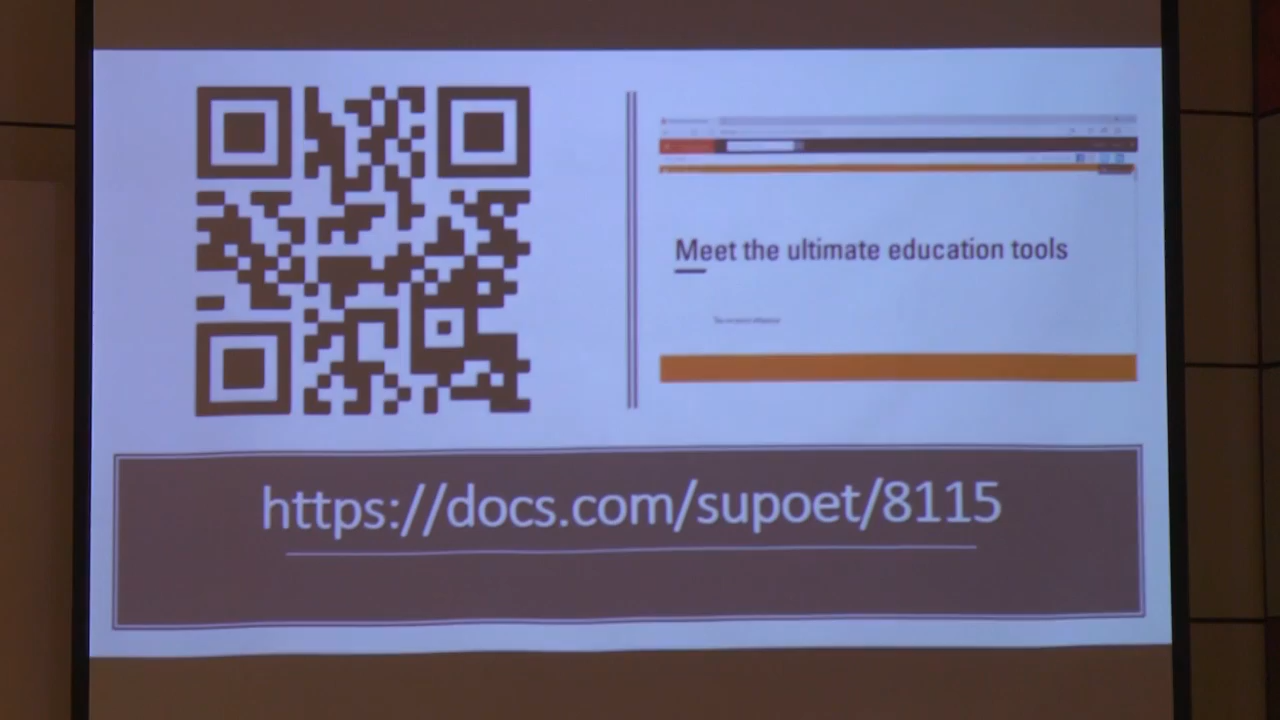 Meet the ultimate education tools
https://docs.com/supoet/8115